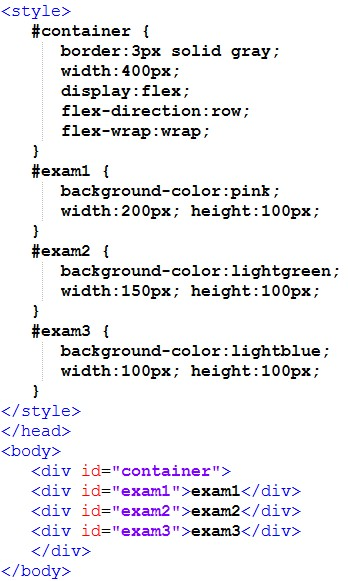 <style>
#container {
border:3px solid gray;
width:400px;
display:flex;
flex-direction:row;
flex-wrap:wrap;
}
#exam1 {
background-color:pink;
width:200px; height:100px;
}
#exam2 {
background-color:lightgreen;
width:150px; height:100px;
}
#exam3 {
background-color:lightblue;
width:100px; height:100px;
}
</style>
</head>
<body>
<div id="container">
<div id="exam1">exam1</div>
<div id="exam2">exam2</div>
<div id="exam3">exam3</div>
</div>
</body>